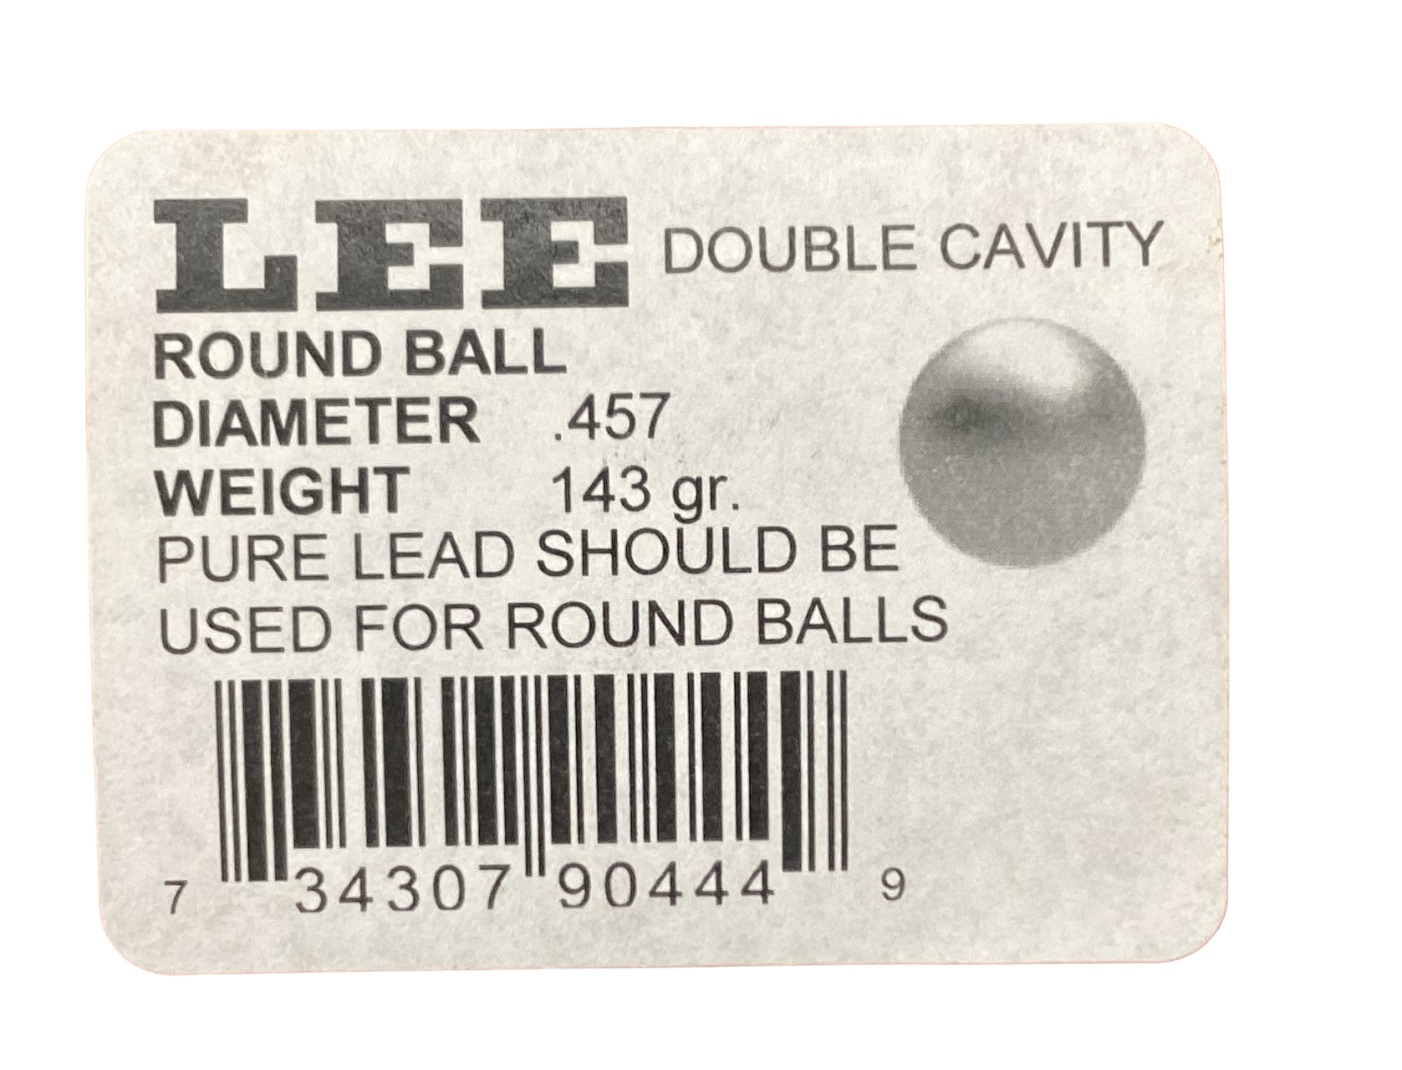 LEE DOUBLE CAVITY
ROUND BALL
DIAMETER .457
WEIGHT 143 gr.
PURE LEAD SHOULD BE
USED FOR ROUND BALLS
7 34307 90444 9